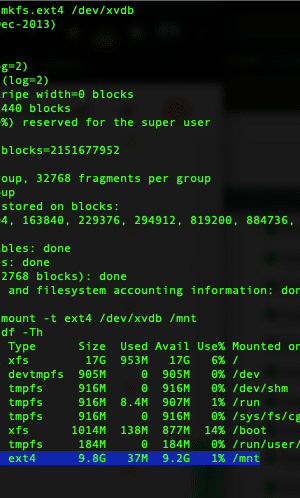 mkfs.ext4 /dev/xvdb
ec-2013)
g=2)
(log=2)
ripe width=0 blocks
440 blocks
%) reserved for the super user
blocks=2151677952
oup, 32768 fragments per group
oup
stored on blocks:
4, 163840, 229376, 294912, 819200, 884736,
bles: done
s: done
2768 blocks): done
and filesystem accounting information: don
mount -t ext4 /dev/xvdb /mnt
df -Th
Type Size Used Avail Use% Mounted on
xfs 17G 953M 17G 6% /
devtmpfs 905M 0 905M 0% /dev
tmpfs 916M 0 916M 0% /dev/shm
tmpfs 916M 8.4M 907M 1% /run
tmpfs 916M 0 916M 0% /sys/fs/cg
xfs 1014M 138M 877M 14% /boot
tmpfs 184M 0 184M 0% /run/user/
ext4 9.8G 37M 9.2G 1% /mnt